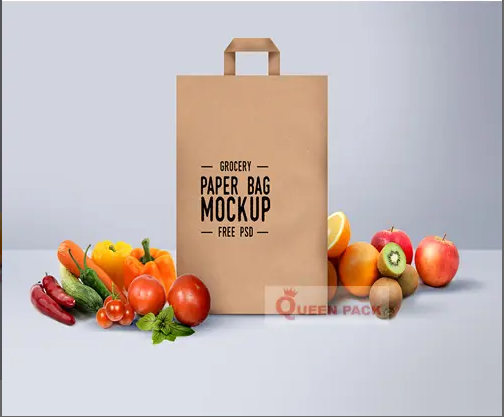 — GROCERY —
PAPER BAG
MOCKUP
— FREE PSD —
QUEEN PACK